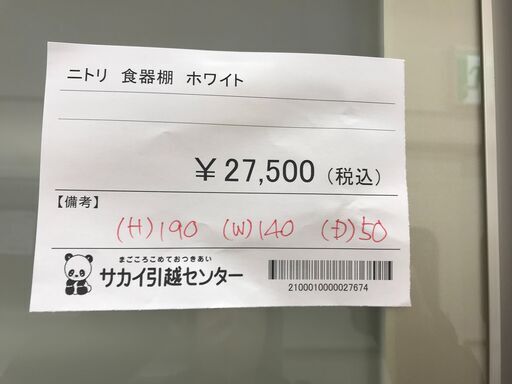 ニトリ 食器棚 ホワイト
￥27,500（税込）
【備考】
(H)190 (W)140 (D)50
まごころこめておつきあい
サカイ引越センター
2100010000027674